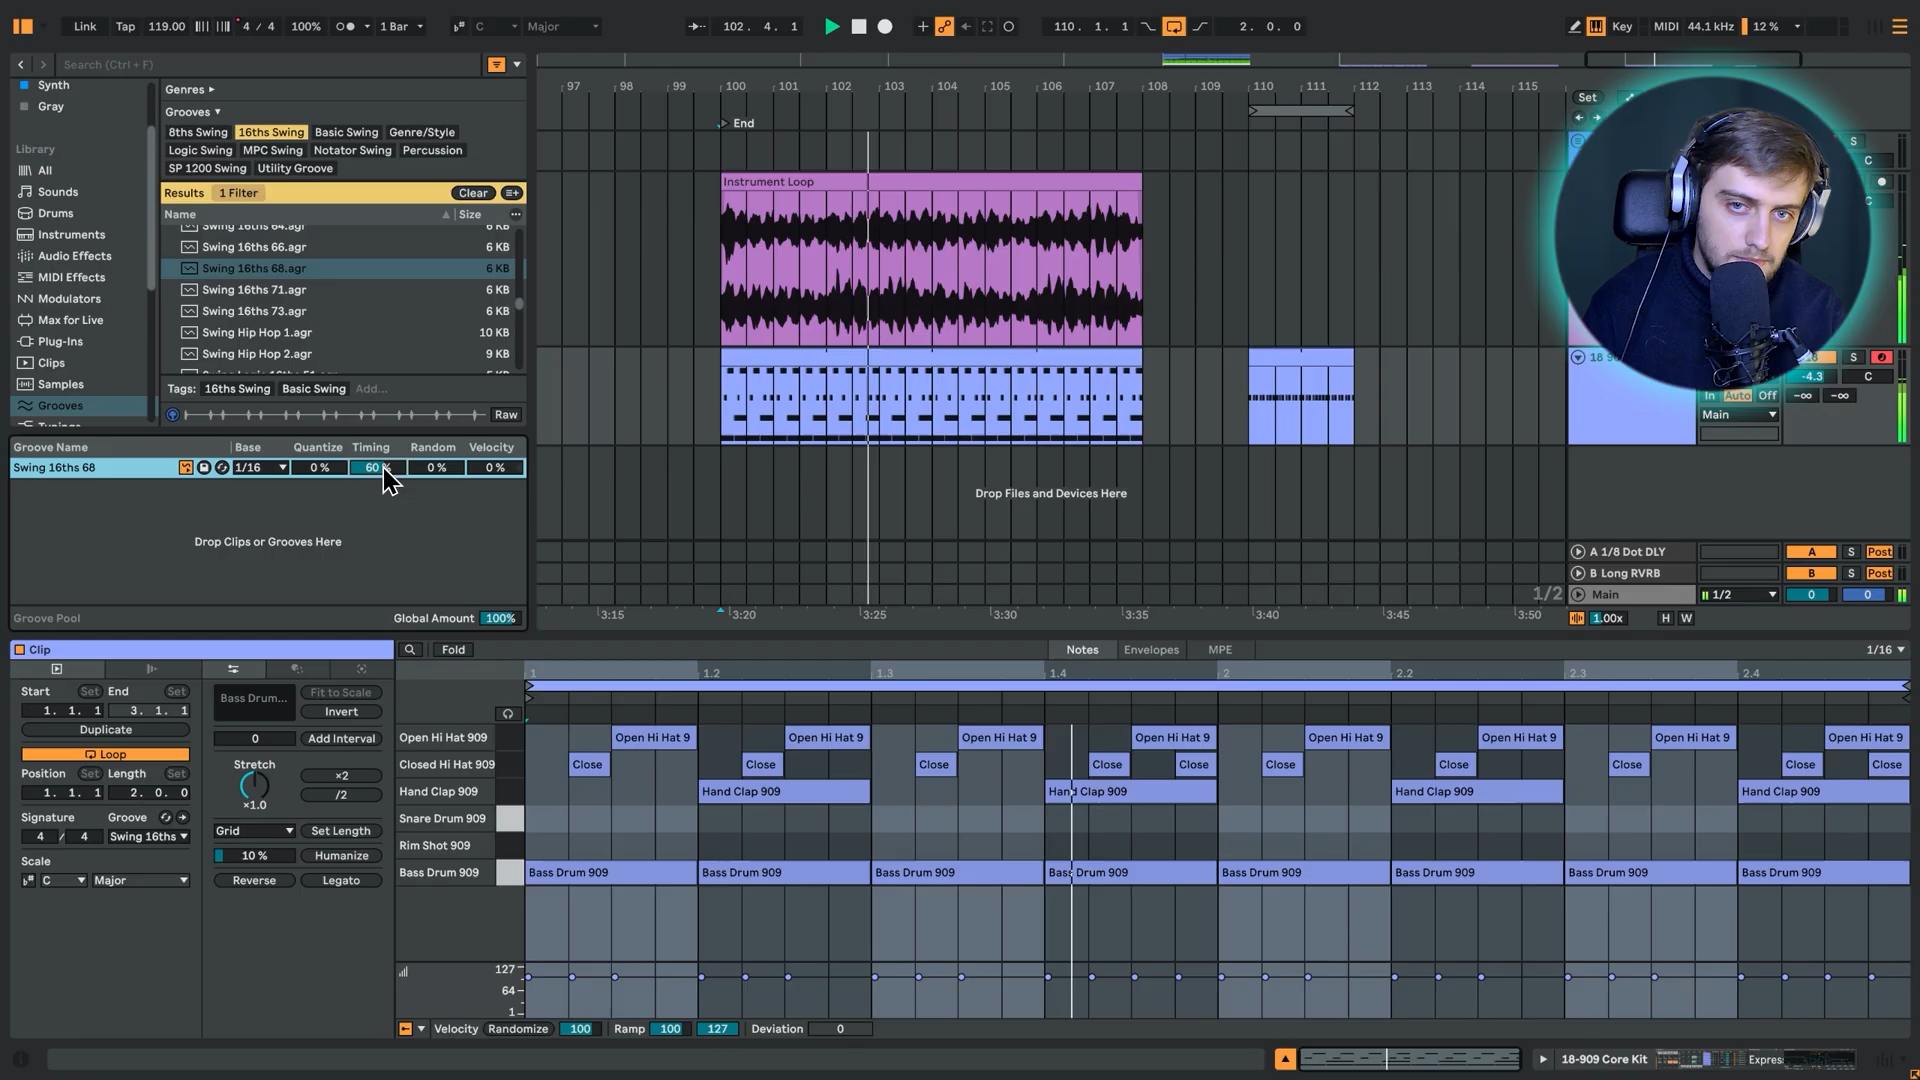 Link Tap 119.00 4 / 4 100% 1 Bar C Major 102. 4. 1 110. 1. 1 2. 0. 0 Key MIDI 44.1 kHz 12 %
Search (Ctrl + F)
Synth
Gray
Library
All
Sounds
Drums
Instruments
Audio Effects
MIDI Effects
Modulators
Max for Live
Plug-Ins
Clips
Samples
Grooves
Tunings
Genres
Grooves
8ths Swing 16ths Swing Basic Swing Genre/Style
Logic Swing MPC Swing Notator Swing Percussion
SP 1200 Swing Utility Groove
Results 1 Filter Clear
Name Size
Swing 16ths 64.agr 6 KB
Swing 16ths 66.agr 6 KB
Swing 16ths 68.agr 6 KB
Swing 16ths 71.agr 6 KB
Swing 16ths 73.agr 6 KB
Swing Hip Hop 1.agr 10 KB
Swing Hip Hop 2.agr 9 KB
Tags: 16ths Swing Basic Swing Add...
Raw
Groove Name Base Quantize Timing Random Velocity
Swing 16ths 68 1/16 0 % 60 % 0 % 0 %
Drop Clips or Grooves Here
Groove Pool Global Amount 100%
97 98 99 100 101 102 103 104 105 106 107 108 109 110 111 112 113 114 115
End
Instrument Loop
Drop Files and Devices Here
1/2
3:15 3:20 3:25 3:30 3:35 3:40 3:45 3:50
Set
S
C
C
S
-4.3 C
In Auto Off -∞ -∞
Main
A 1/8 Dot DLY A S Post
B Long RVRB B S Post
Main 1/2 0 0
1.00x H W
Clip
Start Set End Set
1. 1. 1 3. 1. 1
Duplicate
Loop
Position Set Length Set
1. 1. 1 2. 0. 0
Signature Groove
4 / 4 Swing 16ths
Scale
C Major
Bass Drum... Fit to Scale
Invert
0 Add Interval
Stretch
×2
/2
×1.0
Grid Set Length
10 % Humanize
Reverse Legato
Fold Notes Envelopes MPE 1/16
1 1.2 1.3 1.4 2 2.2 2.3 2.4
Open Hi Hat 909 Open Hi Hat 9 Open Hi Hat 9 Open Hi Hat 9 Open Hi Hat 9 Open Hi Hat 9 Open Hi Hat 9 Open Hi Hat 9 Open Hi Hat 9
Closed Hi Hat 909 Close Close Close Close Close Close Close Close Close Close
Hand Clap 909 Hand Clap 909 Hand Clap 909 Hand Clap 909 Hand Clap 909
Snare Drum 909
Rim Shot 909
Bass Drum 909 Bass Drum 909 Bass Drum 909 Bass Drum 909 Bass Drum 909 Bass Drum 909 Bass Drum 909 Bass Drum 909 Bass Drum 909
127
64
1
Velocity Randomize 100 Ramp 100 127 Deviation 0
18-909 Core Kit Expres